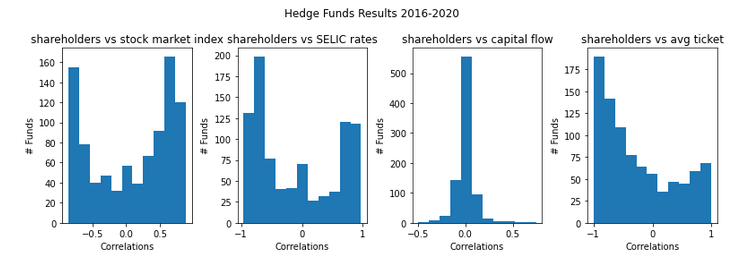 Hedge Funds Results 2016-2020
shareholders vs stock market index shareholders vs SELIC rates shareholders vs capital flow shareholders vs avg ticket
# Funds
160
140
120
100
80
60
40
20
0
−0.5 0.0 0.5
Correlations
# Funds
200
175
150
125
100
75
50
25
0
−1 0 1
Correlations
# Funds
500
400
300
200
100
0
−0.5 0.0 0.5
Correlations
# Funds
175
150
125
100
75
50
25
0
−1 0 1
Correlations